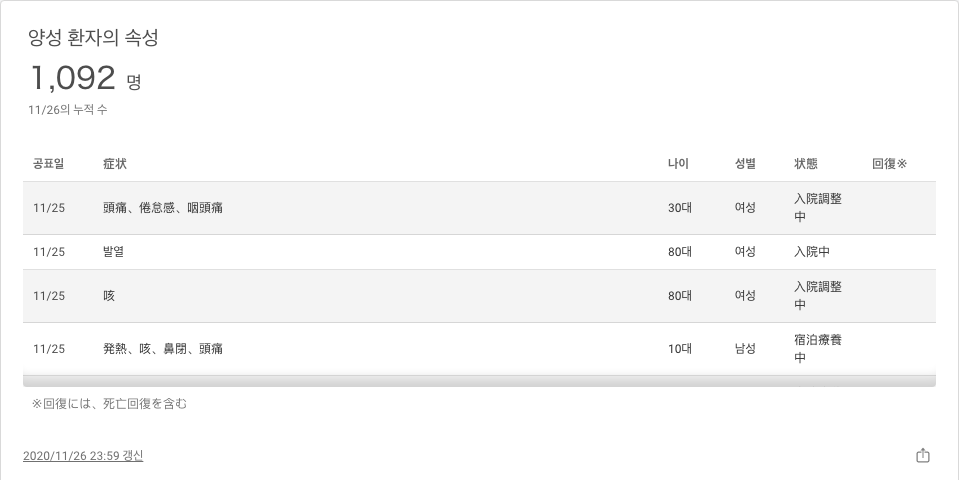 양성 환자의 속성
1,092 명
11/26의 누적 수
공표일 症状 나이 성별 状態 回復※
11/25 頭痛、倦怠感、咽頭痛 30대 여성 入院調整
中
11/25 발열 80대 여성 入院中
11/25 咳 80대 여성 入院調整
中
11/25 発熱、咳、鼻閉、頭痛 10대 남성 宿泊療養
中
※回復には、死亡回復を含む
2020/11/26 23:59 갱신